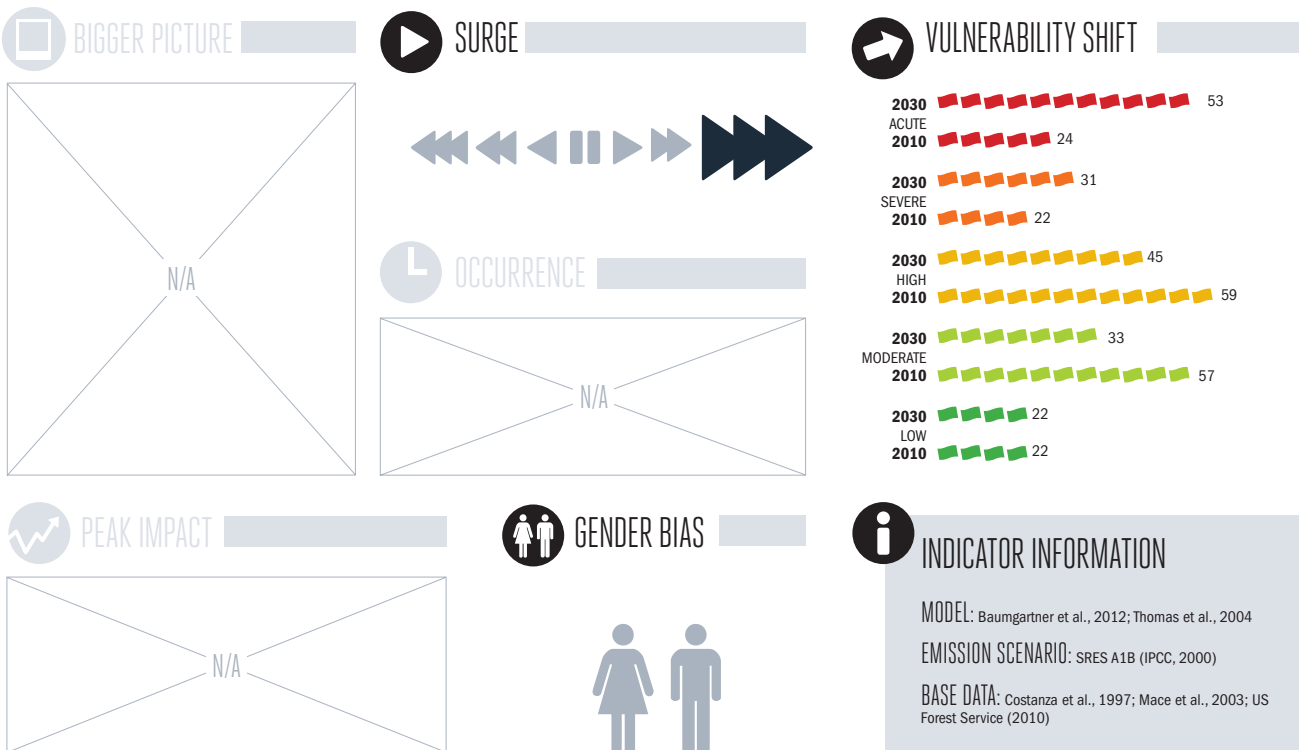 BIGGER PICTURE
N/A
SURGE
OCCURRENCE
N/A
VULNERABILITY SHIFT
2030 53
ACUTE
2010 24
2030 31
SEVERE
2010 22
2030 45
HIGH
2010 59
2030 33
MODERATE
2010 57
2030 22
LOW
2010 22
PEAK IMPACT
N/A
GENDER BIAS
INDICATOR INFORMATION
MODEL: Baumgartner et al., 2012; Thomas et al., 2004
EMISSION SCENARIO: SRES A1B (IPCC, 2000)
BASE DATA: Costanza et al., 1997; Mace et al., 2003; US
Forest Service (2010)